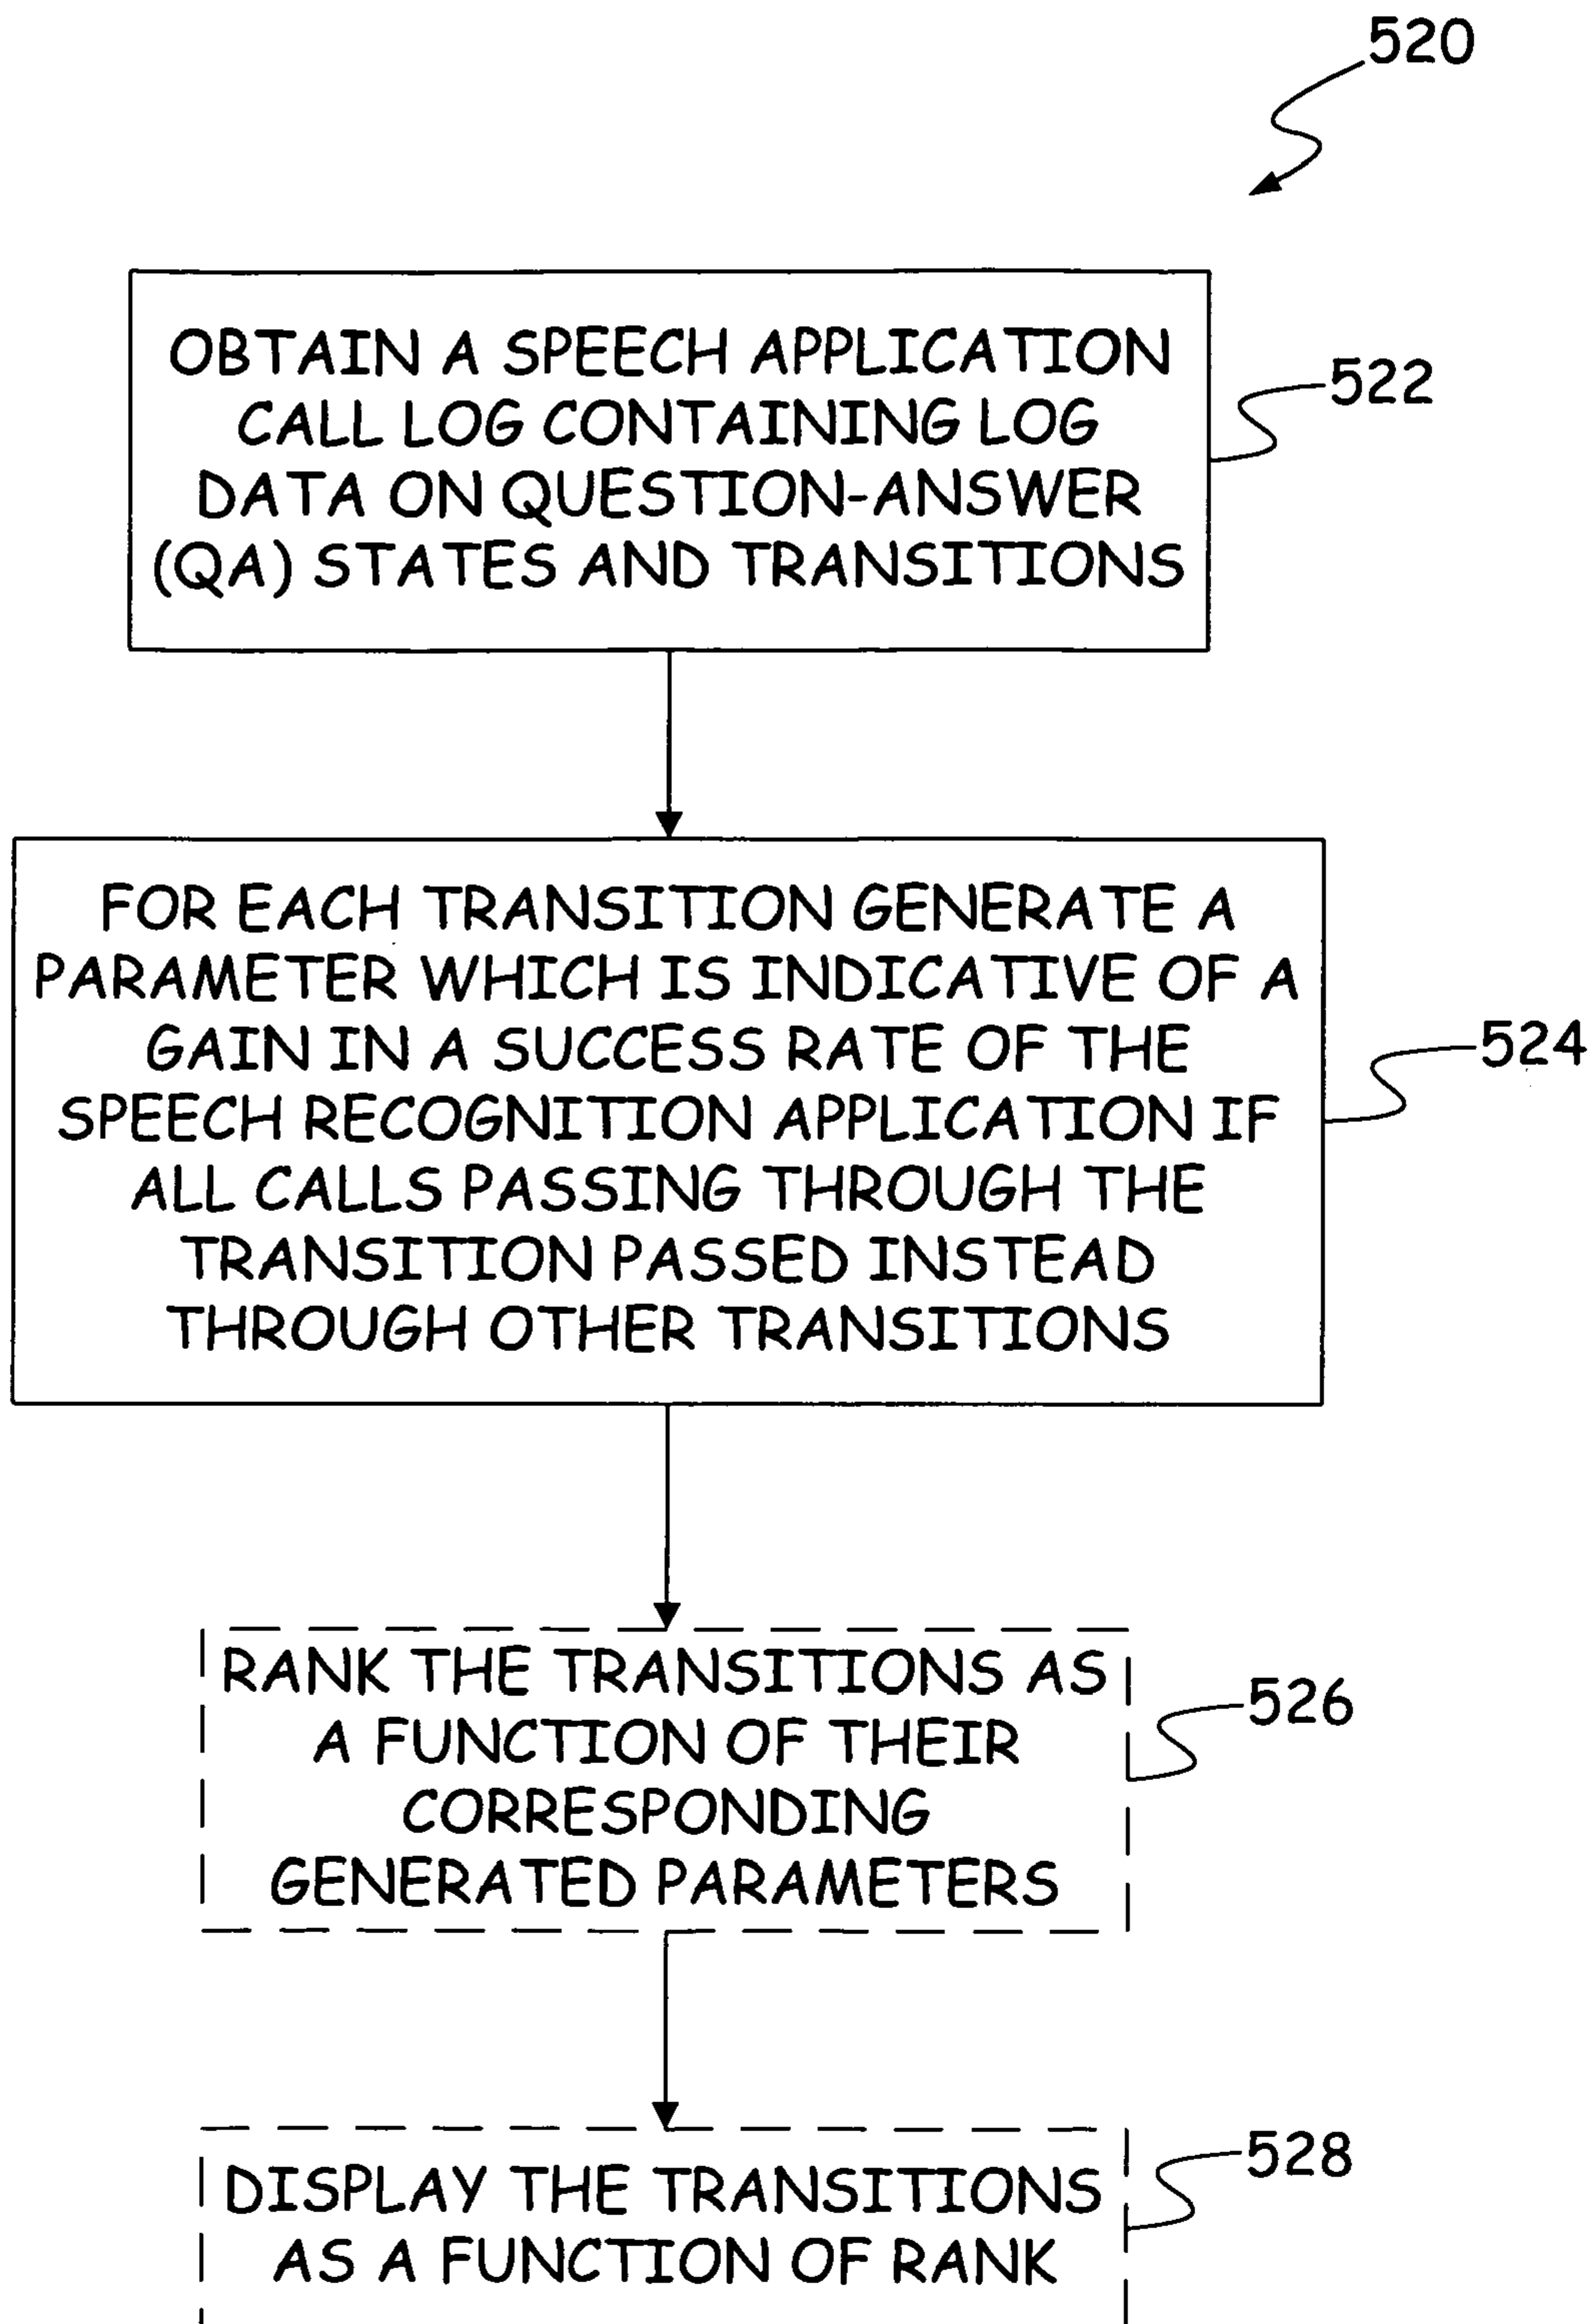 520
OBTAIN A SPEECH APPLICATION
CALL LOG CONTAINING LOG
DATA ON QUESTION-ANSWER
(QA) STATES AND TRANSITIONS
522
FOR EACH TRANSITION GENERATE A
PARAMETER WHICH IS INDICATIVE OF A
GAIN IN A SUCCESS RATE OF THE
SPEECH RECOGNITION APPLICATION IF
ALL CALLS PASSING THROUGH THE
TRANSITION PASSED INSTEAD
THROUGH OTHER TRANSITIONS
524
RANK THE TRANSITIONS AS
A FUNCTION OF THEIR
CORRESPONDING
GENERATED PARAMETERS
526
DISPLAY THE TRANSITIONS
AS A FUNCTION OF RANK
528